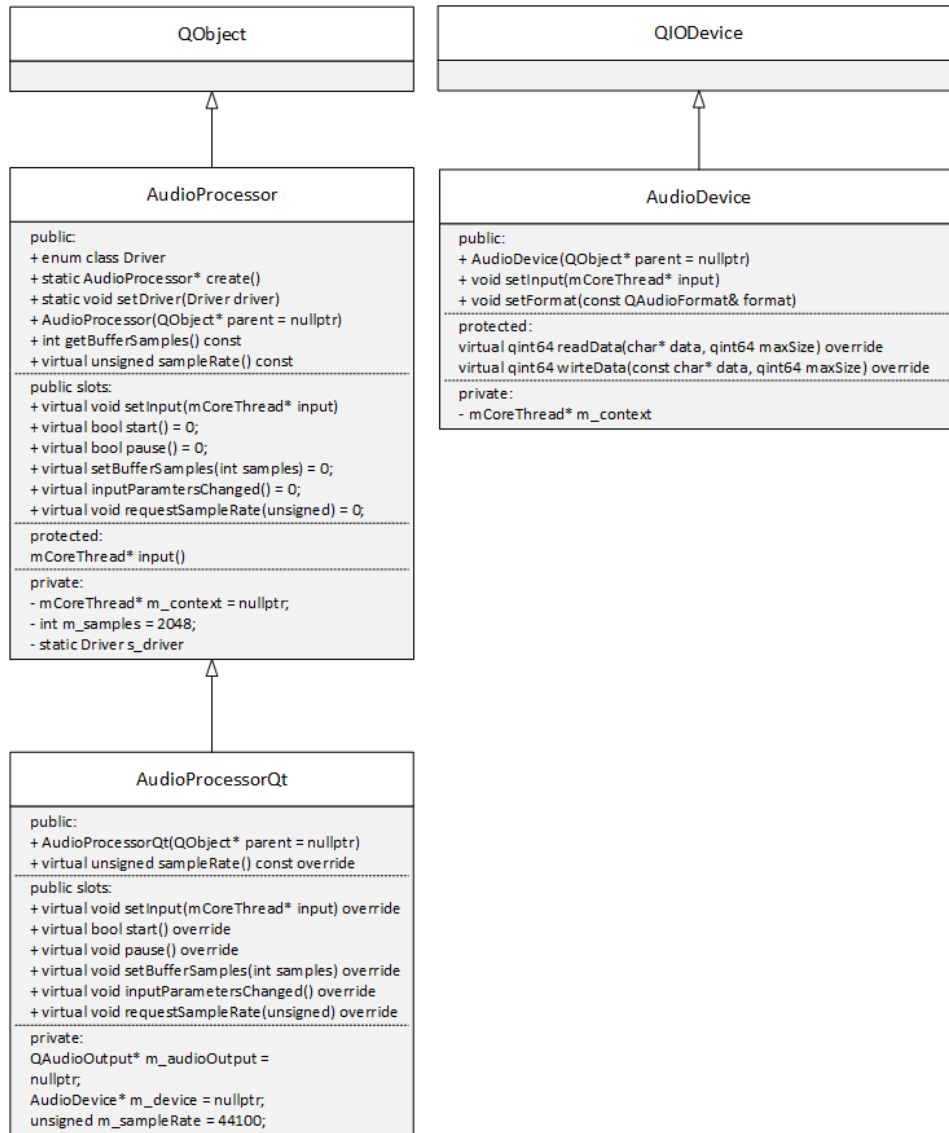 QObject
AudioProcessor
public:
+ enum class Driver
+ static AudioProcessor* create()
+ static void setDriver(Driver driver)
+ AudioProcessor(QObject* parent = nullptr)
+ int getBufferSamples() const
+ virtual unsigned sampleRate() const
public slots:
+ virtual void setInput(mCoreThread* input)
+ virtual bool start() = 0;
+ virtual bool pause() = 0;
+ virtual setBufferSamples(int samples) = 0;
+ virtual inputParamtersChanged() = 0;
+ virtual void requestSampleRate(unsigned) = 0;
protected:
mCoreThread* input()
private:
- mCoreThread* m_context = nullptr;
- int m_samples = 2048;
- static Driver s_driver
AudioProcessorQt
public:
+ AudioProcessorQt(QObject* parent = nullptr)
+ virtual unsigned sampleRate() const override
public slots:
+ virtual void setInput(mCoreThread* input) override
+ virtual bool start() override
+ virtual void pause() override
+ virtual void setBufferSamples(int samples) override
+ virtual void inputParametersChanged() override
+ virtual void requestSampleRate(unsigned) override
private:
QAudioOutput* m_audioOutput =
nullptr;
AudioDevice* m_device = nullptr;
unsigned m_sampleRate = 44100;
QIODevice
AudioDevice
public:
+ AudioDevice(QObject* parent = nullptr)
+ void setInput(mCoreThread* input)
+ void setFormat(const QAudioFormat& format)
protected:
virtual qint64 readData(char* data, qint64 maxSize) override
virtual qint64 wirteData(const char* data, qint64 maxSize) override
private:
- mCoreThread* m_context